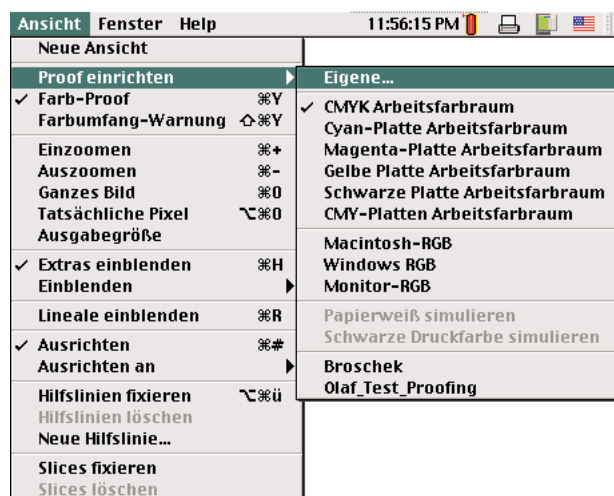 Ansicht Fenster Help 11:56:15 PM
Neue Ansicht
Proof einrichten
✓ Farb-Proof ⌘Y
Farbumfang-Warnung ⇧⌘Y
Einzoomen ⌘+
Auszoomen ⌘-
Ganzes Bild ⌘0
Tatsächliche Pixel ⌥⌘0
Ausgabegröße
✓ Extras einblenden ⌘H
Einblenden
Lineale einblenden ⌘R
✓ Ausrichten ⌘#
Ausrichten an
Hilfslinien fixieren ⌥⌘ü
Hilfslinien löschen
Neue Hilfslinie...
Slices fixieren
Slices löschen
Eigene...
✓ CMYK Arbeitsfarbraum
Cyan-Platte Arbeitsfarbraum
Magenta-Platte Arbeitsfarbraum
Gelbe Platte Arbeitsfarbraum
Schwarze Platte Arbeitsfarbraum
CMY-Platten Arbeitsfarbraum
Macintosh-RGB
Windows RGB
Monitor-RGB
Papierweiß simulieren
Schwarze Druckfarbe simulieren
Broschek
Olaf_Test_Proofing